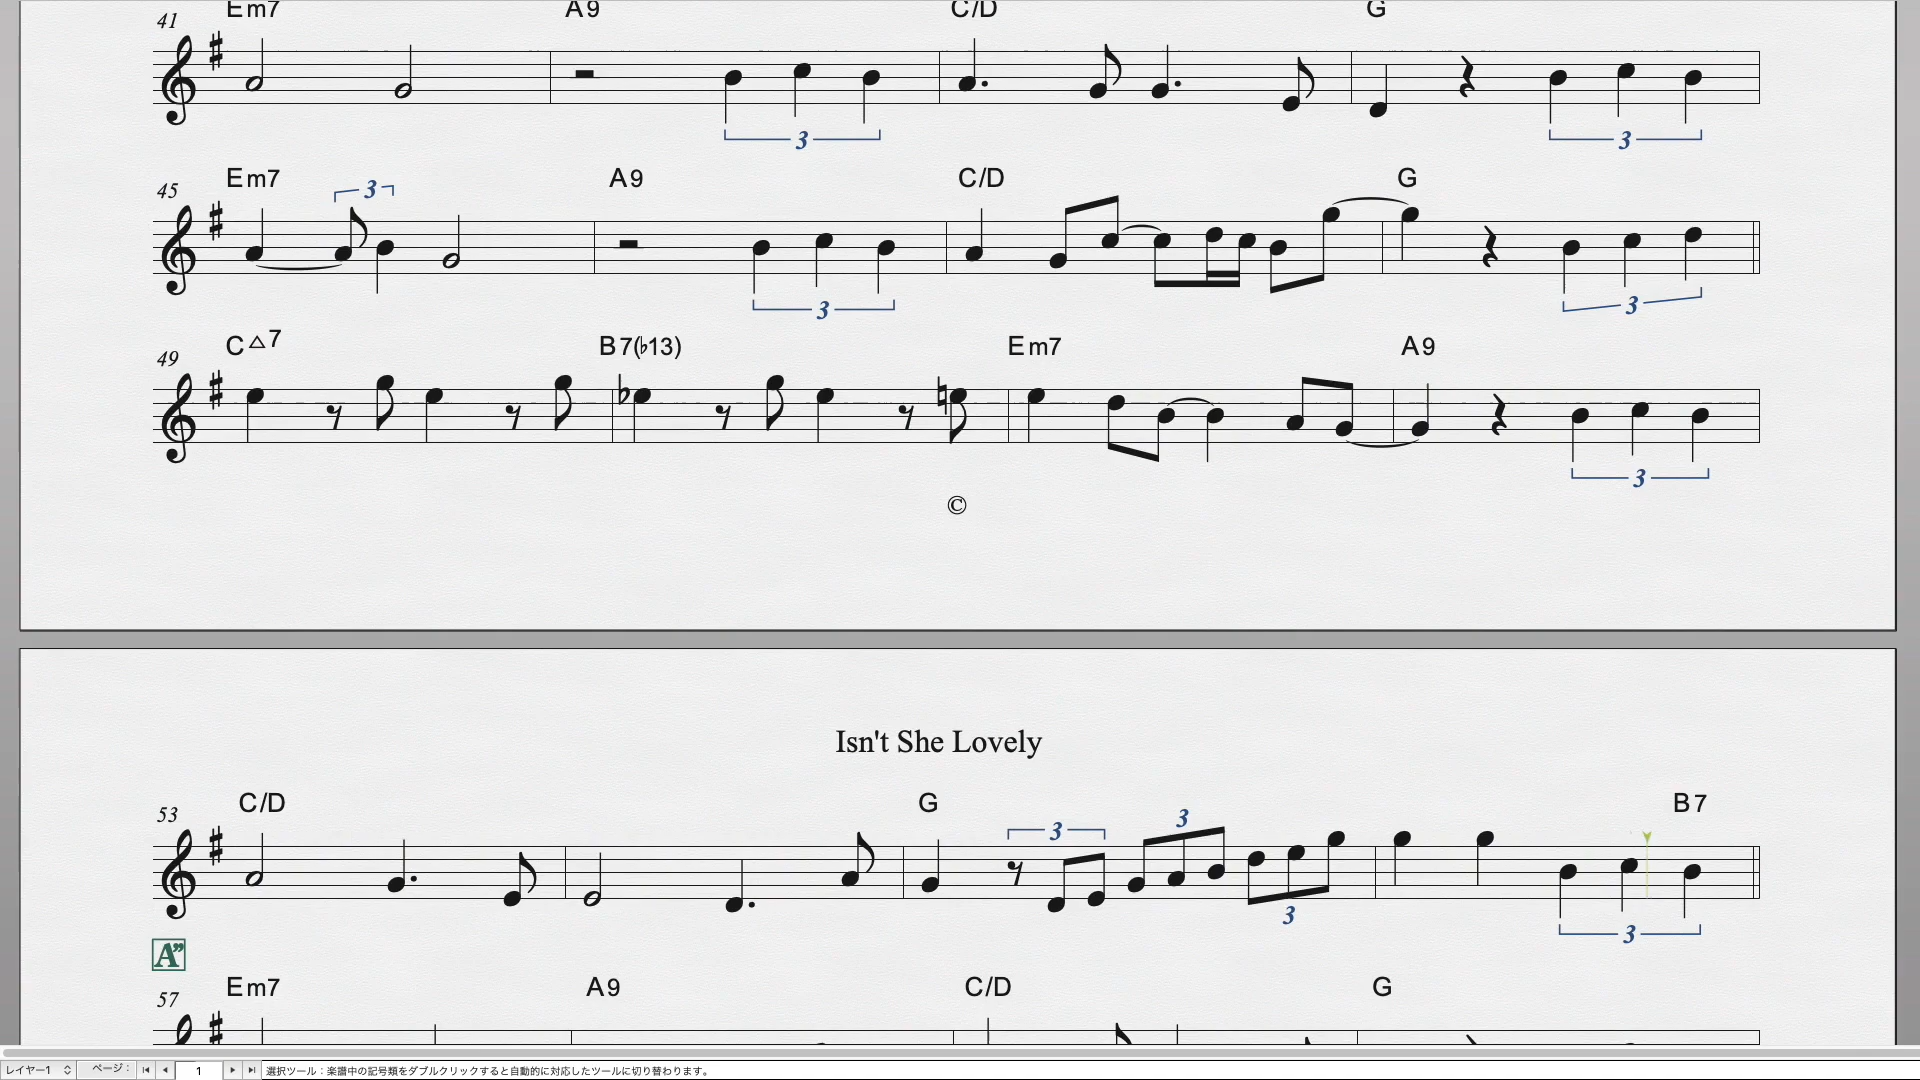 41 Em7 A9 C/D G
3 3
45 Em7 3 A9 C/D G
3 3
49 C△7 B7(♭13) Em7 A9
3
©
Isn't She Lovely
53 C/D G B7
3 3
3 3
A”
57 Em7 A9 C/D G
レイヤー1 ページ： 1 選択ツール：楽譜中の記号類をダブルクリックすると自動的に対応したツールに切り替わります。